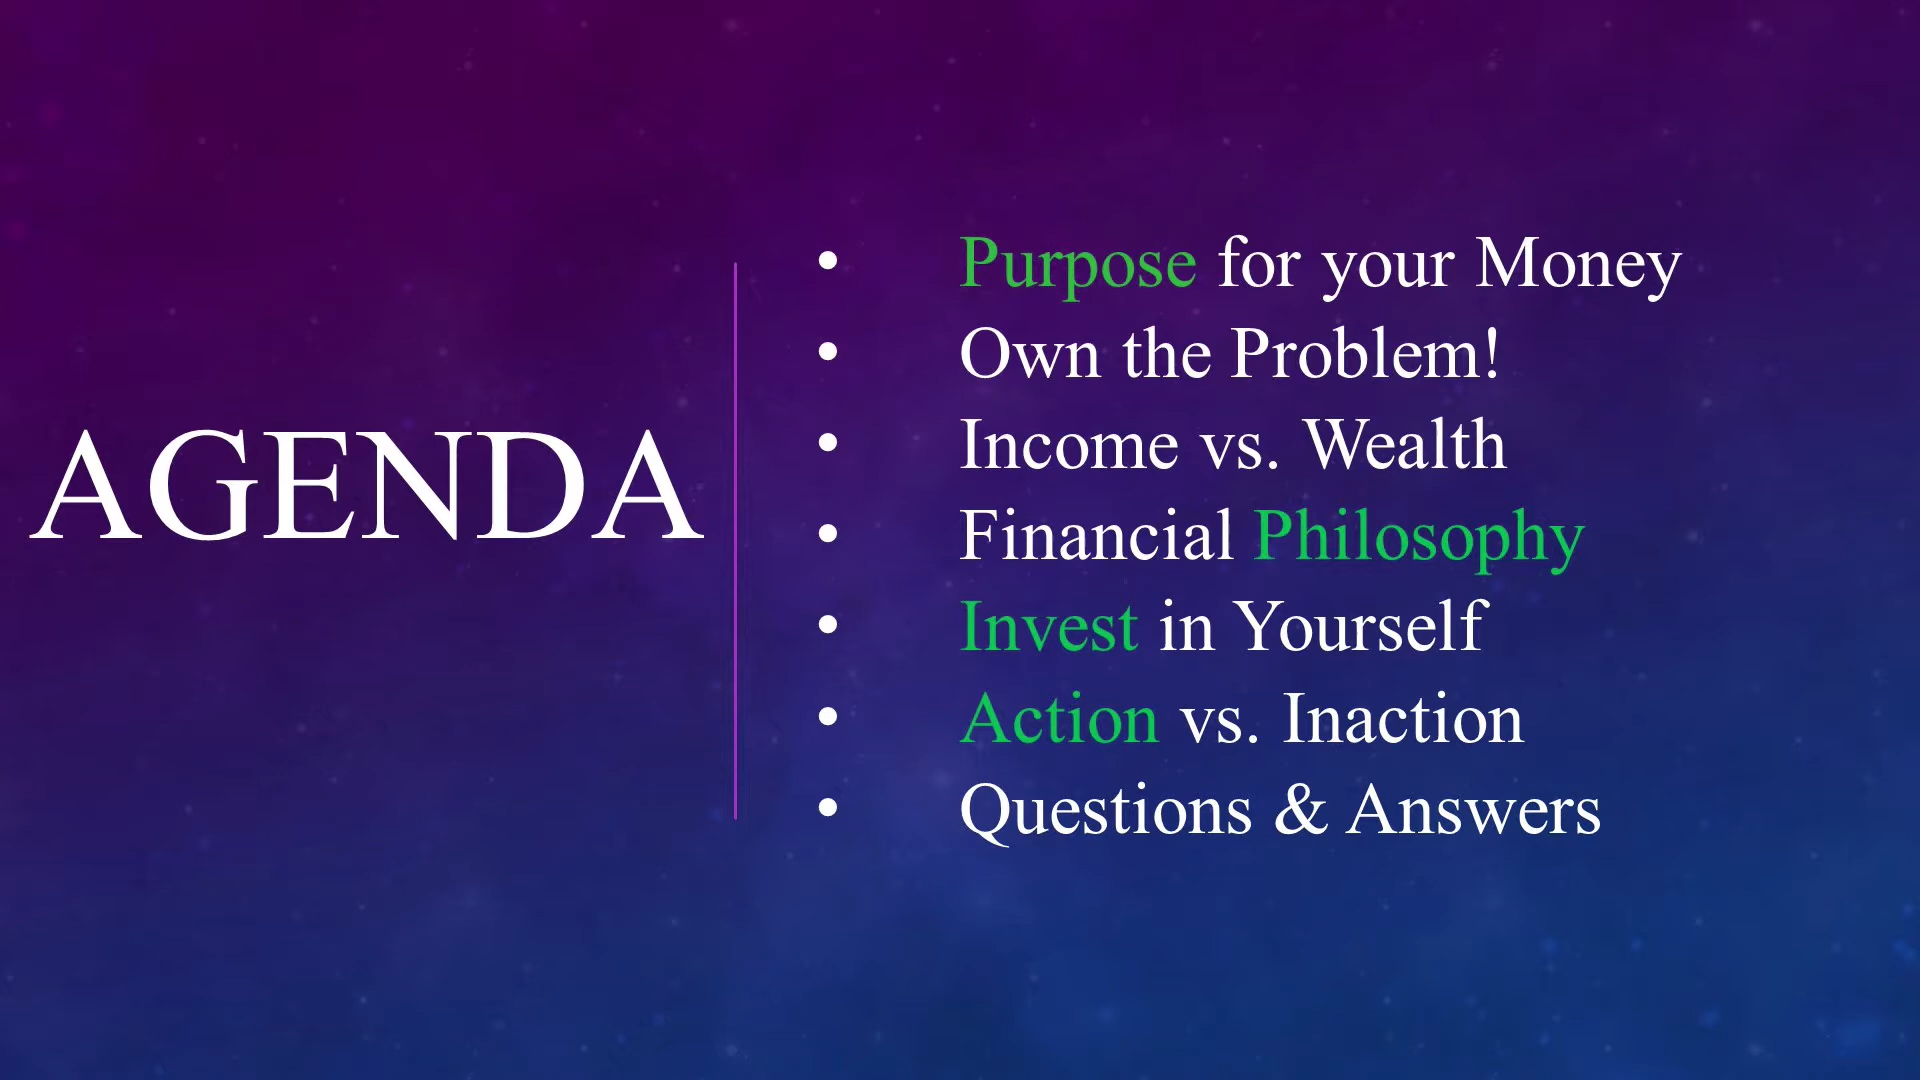 AGENDA
• Purpose for your Money
• Own the Problem!
• Income vs. Wealth
• Financial Philosophy
• Invest in Yourself
• Action vs. Inaction
• Questions & Answers